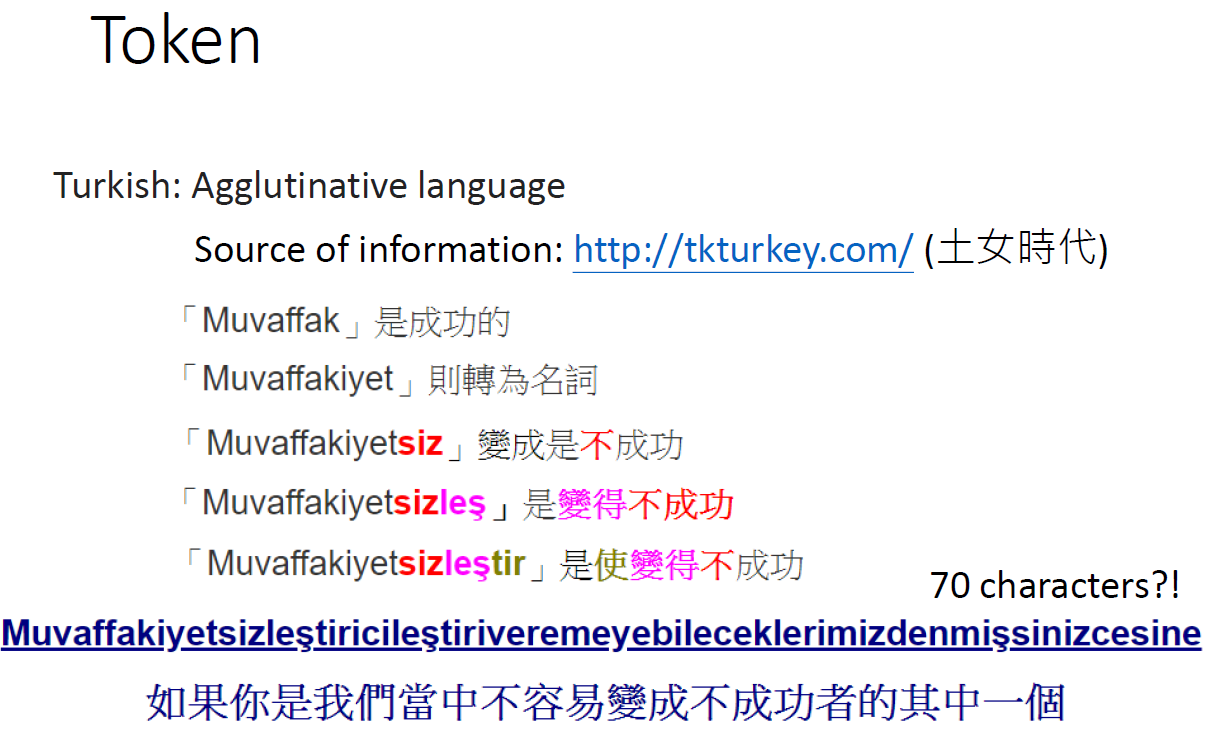 Token
Turkish: Agglutinative language
Source of information: http://tkturkey.com/ (土女時代)
「Muvaffak」是成功的
「Muvaffakiyet」則轉為名詞
「Muvaffakiyetsiz」變成是不成功
「Muvaffakiyetsizleş」是變得不成功
「Muvaffakiyetsizleştir」是使變得不成功
70 characters?!
Muvaffakiyetsizleştiricileştiriveremeyebileceklerimizdenmişsinizcesine
如果你是我們當中不容易變成不成功者的其中一個